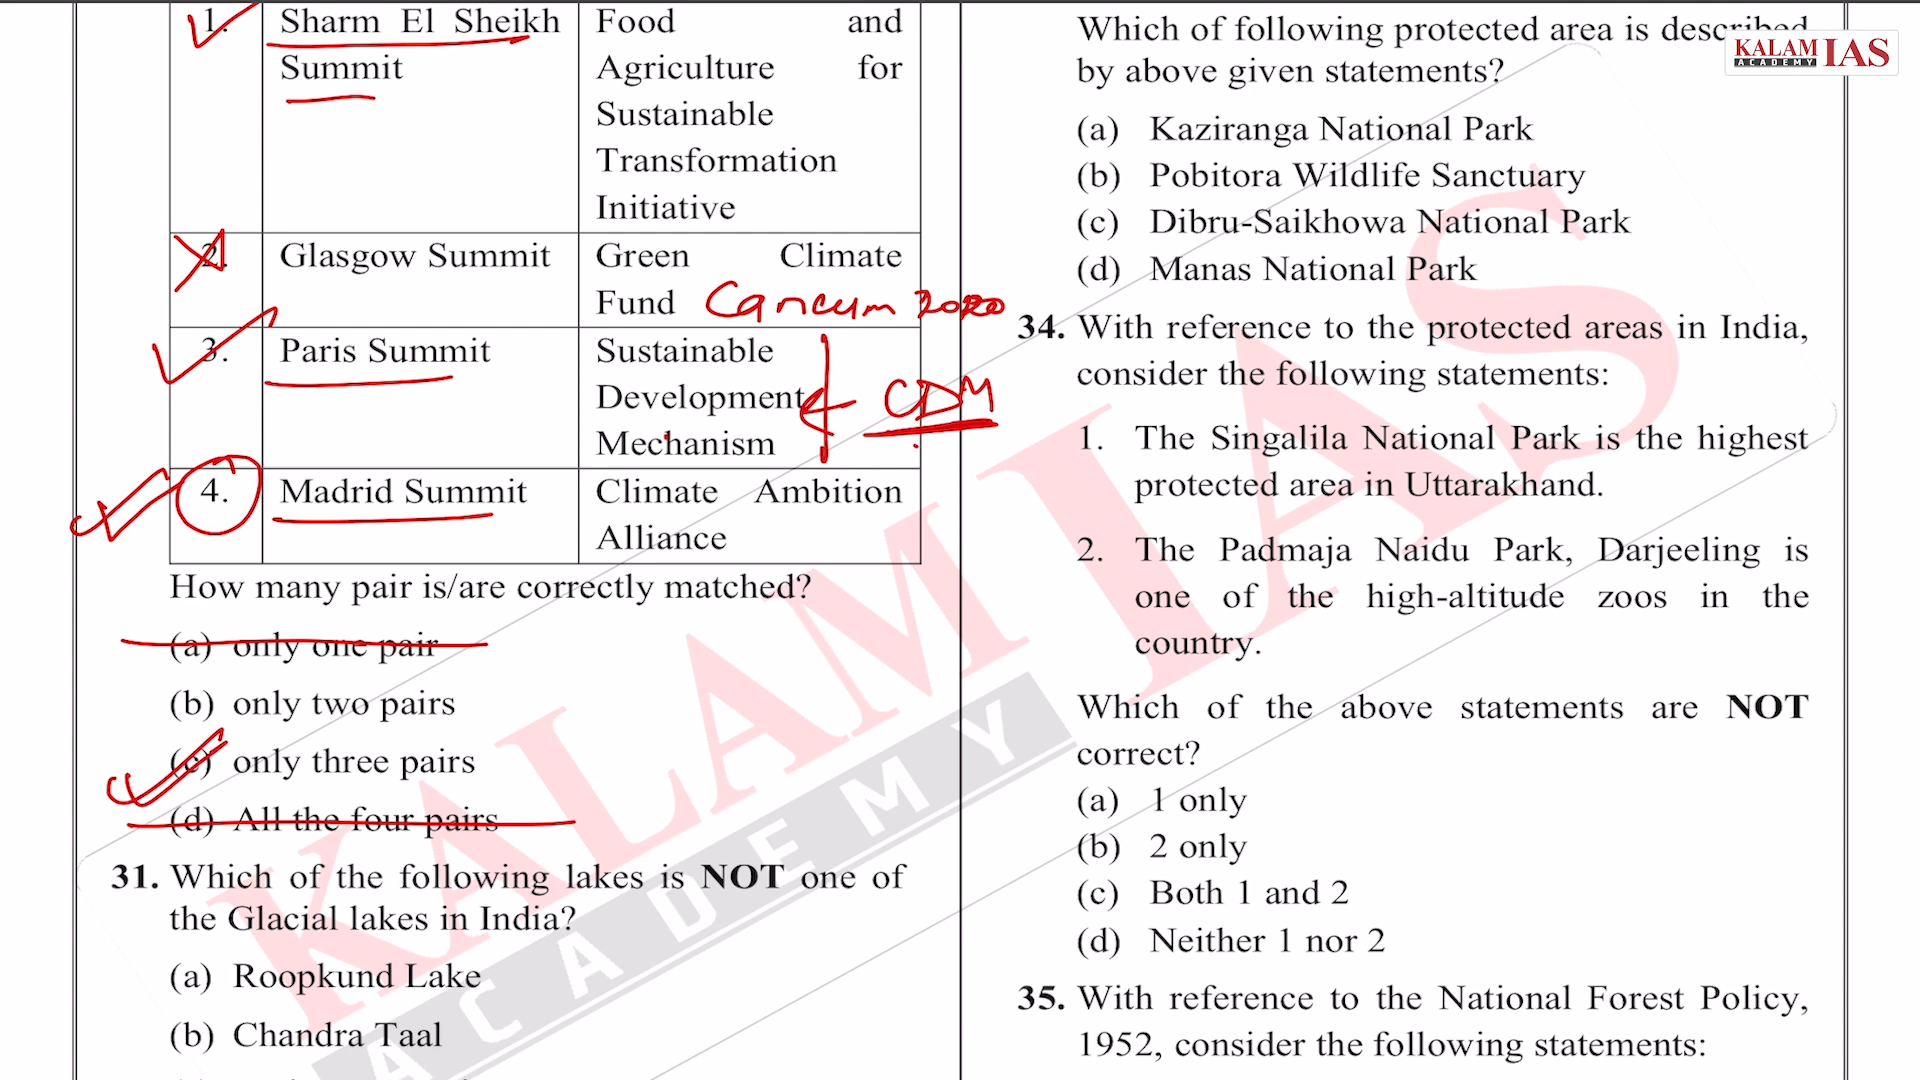 1. Sharm El Sheikh Summit Food and Agriculture for Sustainable Transformation Initiative
2. Glasgow Summit Green Climate Fund Cancum 2020
3. Paris Summit Sustainable Development Mechanism CDM
4. Madrid Summit Climate Ambition Alliance
How many pair is/are correctly matched?
(a) only one pair
(b) only two pairs
(c) only three pairs
(d) All the four pairs
31. Which of the following lakes is NOT one of
the Glacial lakes in India?
(a) Roopkund Lake
(b) Chandra Taal
Which of following protected area is described
by above given statements?
(a) Kaziranga National Park
(b) Pobitora Wildlife Sanctuary
(c) Dibru-Saikhowa National Park
(d) Manas National Park
34. With reference to the protected areas in India,
consider the following statements:
1. The Singalila National Park is the highest
protected area in Uttarakhand.
2. The Padmaja Naidu Park, Darjeeling is
one of the high-altitude zoos in the
country.
Which of the above statements are NOT
correct?
(a) 1 only
(b) 2 only
(c) Both 1 and 2
(d) Neither 1 nor 2
35. With reference to the National Forest Policy,
1952, consider the following statements:
KALAM IAS
ACADEMY
KALAM IAS
ACADEMY